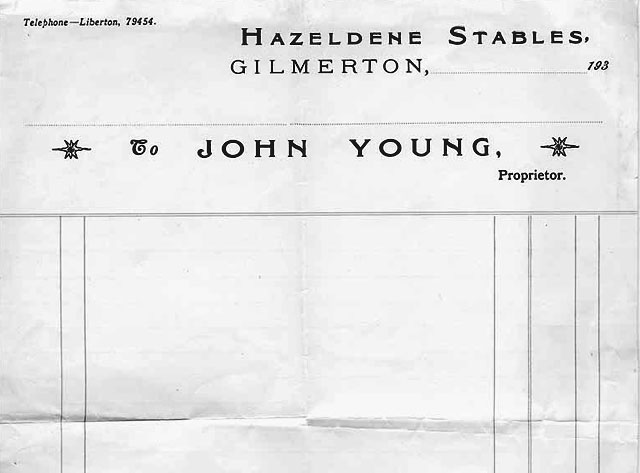 Telephone—Liberton, 79454.
HAZELDENE STABLES,
GILMERTON, 193
To JOHN YOUNG,
Proprietor.